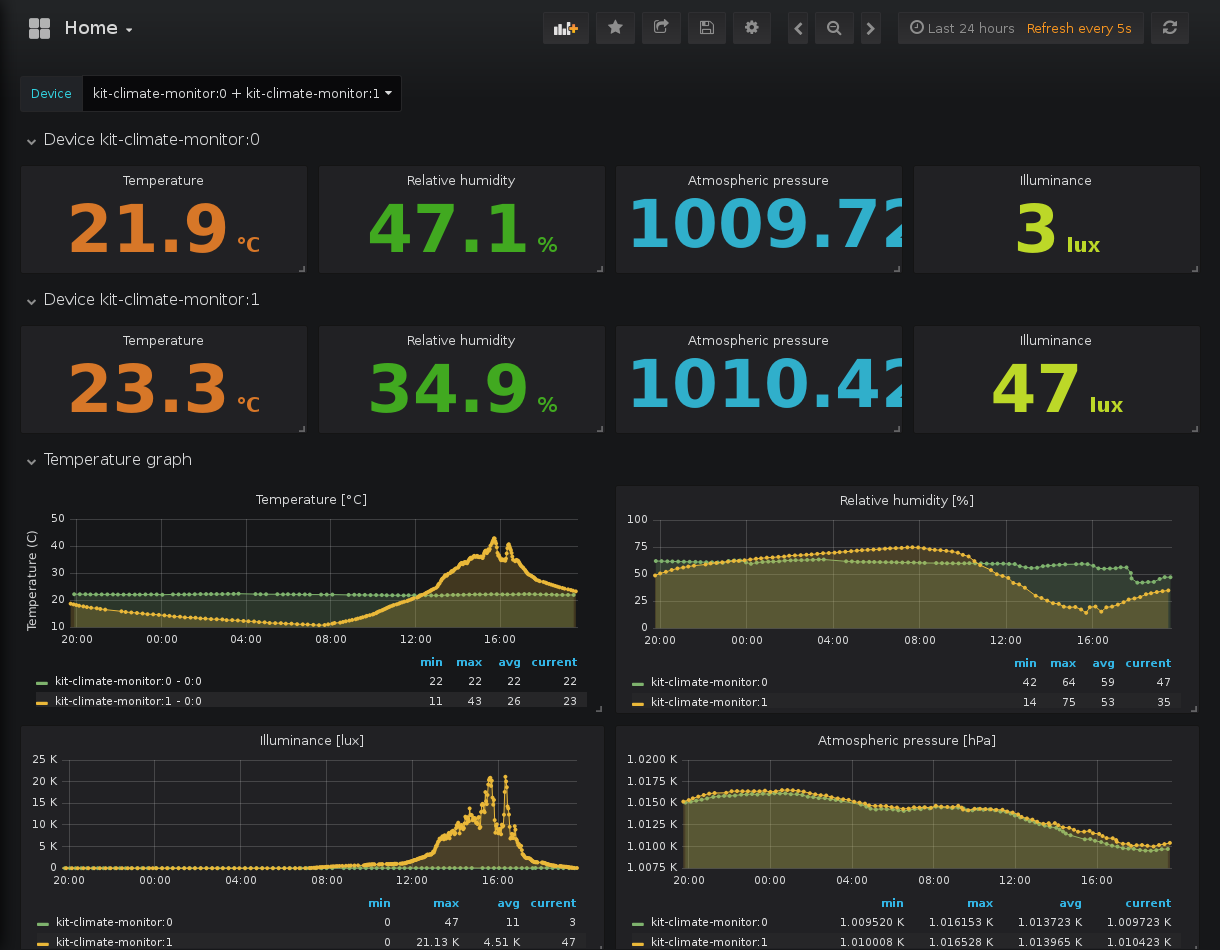 Home
Last 24 hours Refresh every 5s
Device kit-climate-monitor:0 + kit-climate-monitor:1
Device kit-climate-monitor:0
Temperature Relative humidity Atmospheric pressure Illuminance
21.9 °C 47.1 % 1009.72 3 lux
Device kit-climate-monitor:1
Temperature Relative humidity Atmospheric pressure Illuminance
23.3 °C 34.9 % 1010.42 47 lux
Temperature graph
Temperature [°C]
Temperature (C)
50
40
30
20
10
20:00 00:00 04:00 08:00 12:00 16:00
min max avg current
kit-climate-monitor:0 - 0:0 22 22 22 22
kit-climate-monitor:1 - 0:0 11 43 26 23
Relative humidity [%]
100
75
50
25
0
20:00 00:00 04:00 08:00 12:00 16:00
min max avg current
kit-climate-monitor:0 42 64 59 47
kit-climate-monitor:1 14 75 53 35
Illuminance [lux]
25 K
20 K
15 K
10 K
5 K
0
20:00 00:00 04:00 08:00 12:00 16:00
min max avg current
kit-climate-monitor:0 0 47 11 3
kit-climate-monitor:1 0 21.13 K 4.51 K 47
Atmospheric pressure [hPa]
1.0200 K
1.0175 K
1.0150 K
1.0125 K
1.0100 K
1.0075 K
20:00 00:00 04:00 08:00 12:00 16:00
min max avg current
kit-climate-monitor:0 1.009520 K 1.016153 K 1.013723 K 1.009723 K
kit-climate-monitor:1 1.010008 K 1.016528 K 1.013965 K 1.010423 K